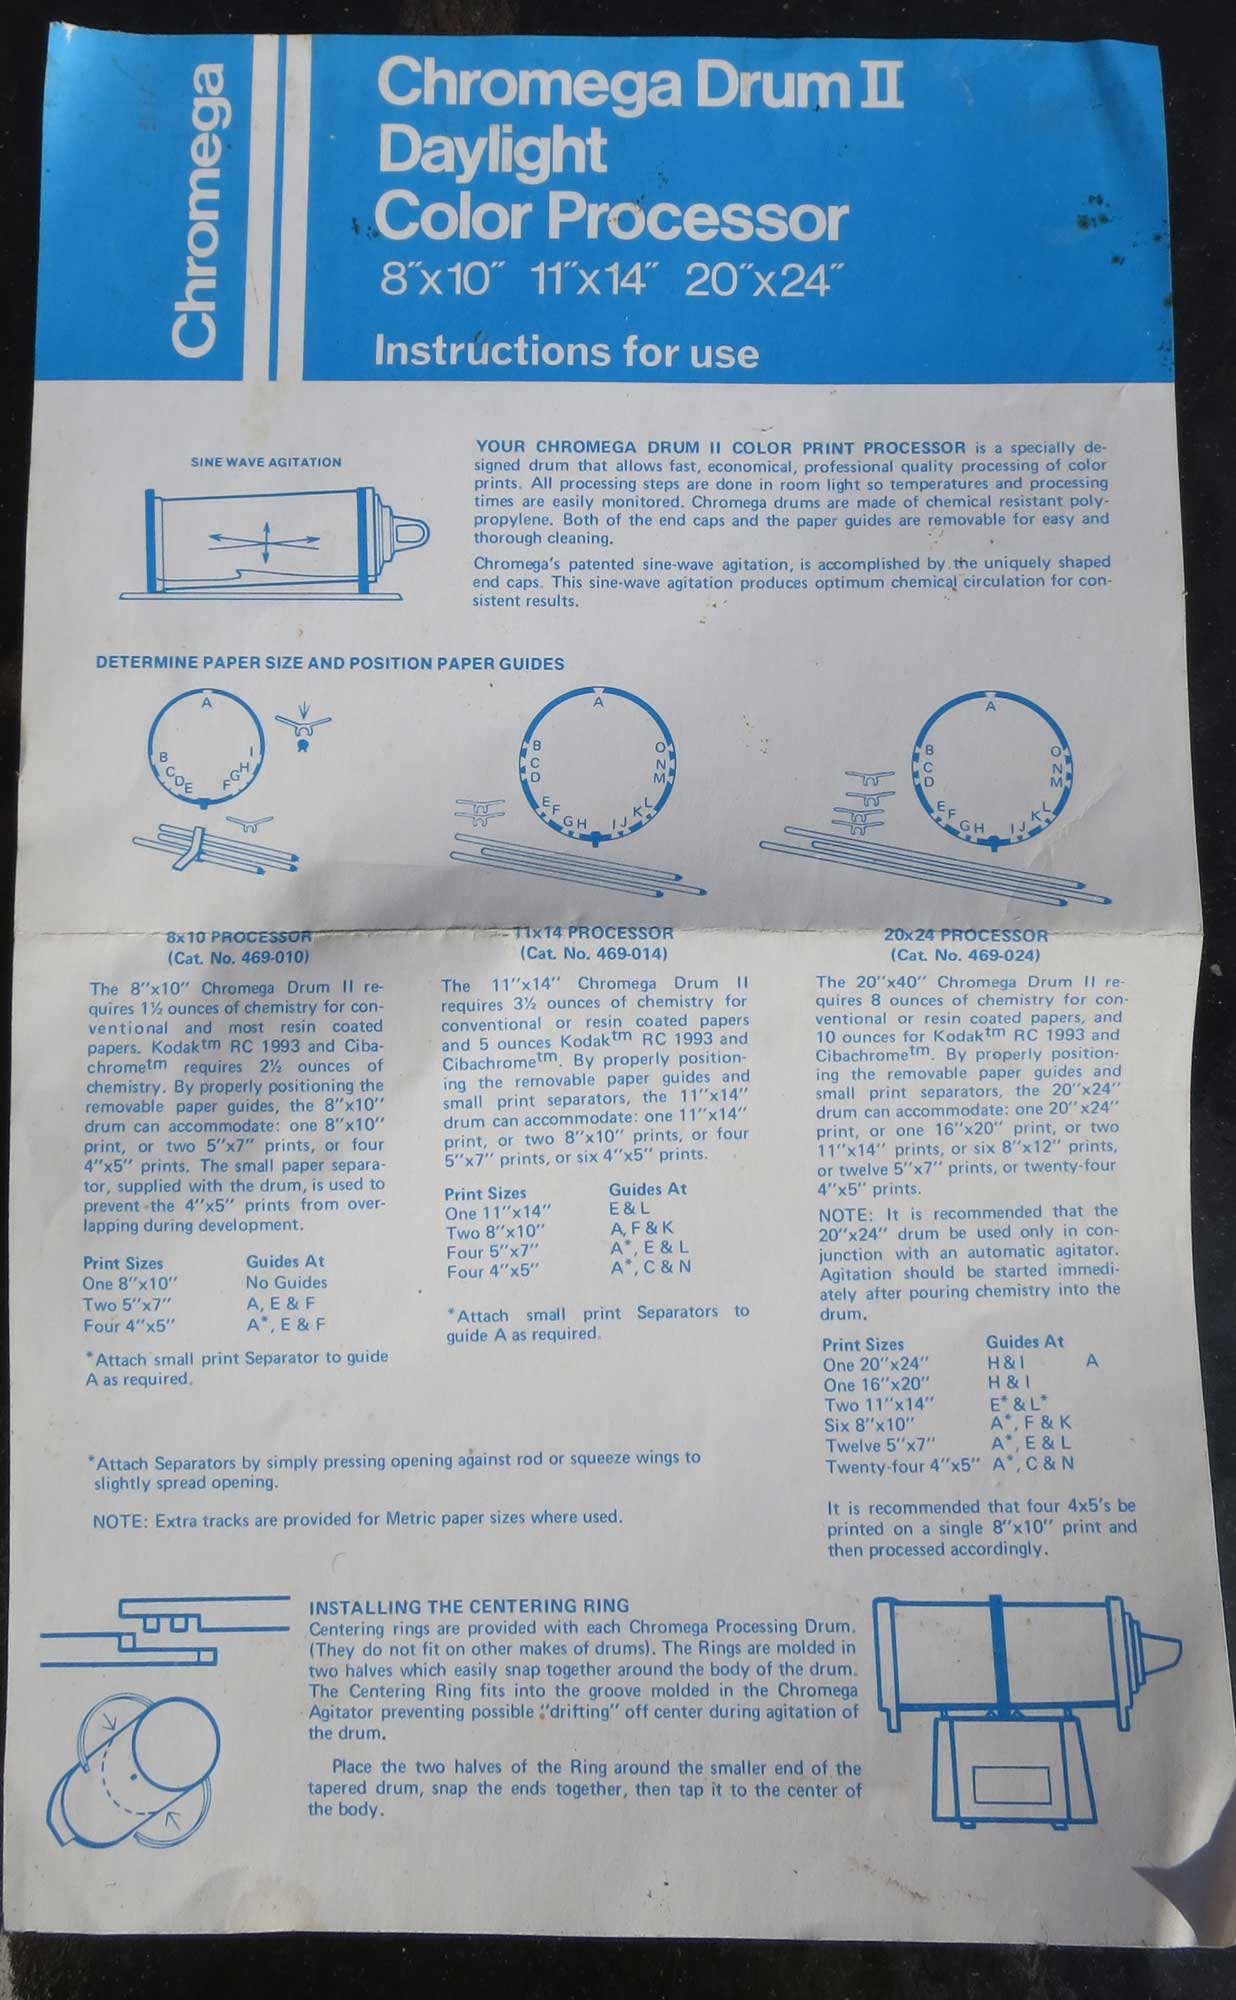 Chromega
Chromega Drum II
Daylight
Color Processor
8"x10" 11"x14" 20"x24"
Instructions for use
SINE WAVE AGITATION
YOUR CHROMEGA DRUM II COLOR PRINT PROCESSOR is a specially de-
signed drum that allows fast, economical, professional quality processing of color
prints. All processing steps are done in room light so temperatures and processing
times are easily monitored. Chromega drums are made of chemical resistant poly-
propylene. Both of the end caps and the paper guides are removable for easy and
thorough cleaning.
Chromega's patented sine-wave agitation, is accomplished by the uniquely shaped
end caps. This sine-wave agitation produces optimum chemical circulation for con-
sistent results.
DETERMINE PAPER SIZE AND POSITION PAPER GUIDES
A
B
C
D
E
F
G
H
I
A
B
C
D
E
F
G
H
I
J
K
L
M
N
O
A
B
C
D
E
F
G
H
I
J
K
L
M
N
O
8x10 PROCESSOR
(Cat. No. 469-010)
The 8"x10" Chromega Drum II re-
quires 1½ ounces of chemistry for con-
ventional and most resin coated
papers. Kodaktm RC 1993 and Ciba-
chrometm requires 2½ ounces of
chemistry. By properly positioning the
removable paper guides, the 8"x10"
drum can accommodate: one 8"x10"
print, or two 5"x7" prints, or four
4"x5" prints. The small paper separa-
tor, supplied with the drum, is used to
prevent the 4"x5" prints from over-
lapping during development.
Print Sizes Guides At
One 8"x10" No Guides
Two 5"x7" A, E & F
Four 4"x5" A*, E & F
*Attach small print Separator to guide
A as required.
11x14 PROCESSOR
(Cat. No. 469-014)
The 11"x14" Chromega Drum II
requires 3½ ounces of chemistry for
conventional or resin coated papers
and 5 ounces Kodaktm RC 1993 and
Cibachrometm. By properly position-
ing the removable paper guides and
small print separators, the 11"x14"
drum can accommodate: one 11"x14"
print, or two 8"x10" prints, or four
5"x7" prints, or six 4"x5" prints.
Print Sizes Guides At
One 11"x14" E & L
Two 8"x10" A, F & K
Four 5"x7" A*, E & L
Four 4"x5" A*, C & N
*Attach small print Separators to
guide A as required.
20x24 PROCESSOR
(Cat. No. 469-024)
The 20"x40" Chromega Drum II re-
quires 8 ounces of chemistry for con-
ventional or resin coated papers, and
10 ounces for Kodaktm RC 1993 and
Cibachrometm. By properly position-
ing the removable paper guides and
small print separators, the 20"x24"
drum can accommodate: one 20"x24"
print, or one 16"x20" print, or two
11"x14" prints, or six 8"x12" prints,
or twelve 5"x7" prints, or twenty-four
4"x5" prints.
NOTE: It is recommended that the
20"x24" drum be used only in con-
junction with an automatic agitator.
Agitation should be started immedi-
ately after pouring chemistry into the
drum.
Print Sizes Guides At
One 20"x24" H & I A
One 16"x20" H & I
Two 11"x14" E* & L*
Six 8"x10" A*, F & K
Twelve 5"x7" A*, E & L
Twenty-four 4"x5" A*, C & N
It is recommended that four 4x5's be
printed on a single 8"x10" print and
then processed accordingly.
*Attach Separators by simply pressing opening against rod or squeeze wings to
slightly spread opening.
NOTE: Extra tracks are provided for Metric paper sizes where used.
INSTALLING THE CENTERING RING
Centering rings are provided with each Chromega Processing Drum.
(They do not fit on other makes of drums). The Rings are molded in
two halves which easily snap together around the body of the drum.
The Centering Ring fits into the groove molded in the Chromega
Agitator preventing possible "drifting" off center during agitation of
the drum.
Place the two halves of the Ring around the smaller end of the
tapered drum, snap the ends together, then tap it to the center of
the body.